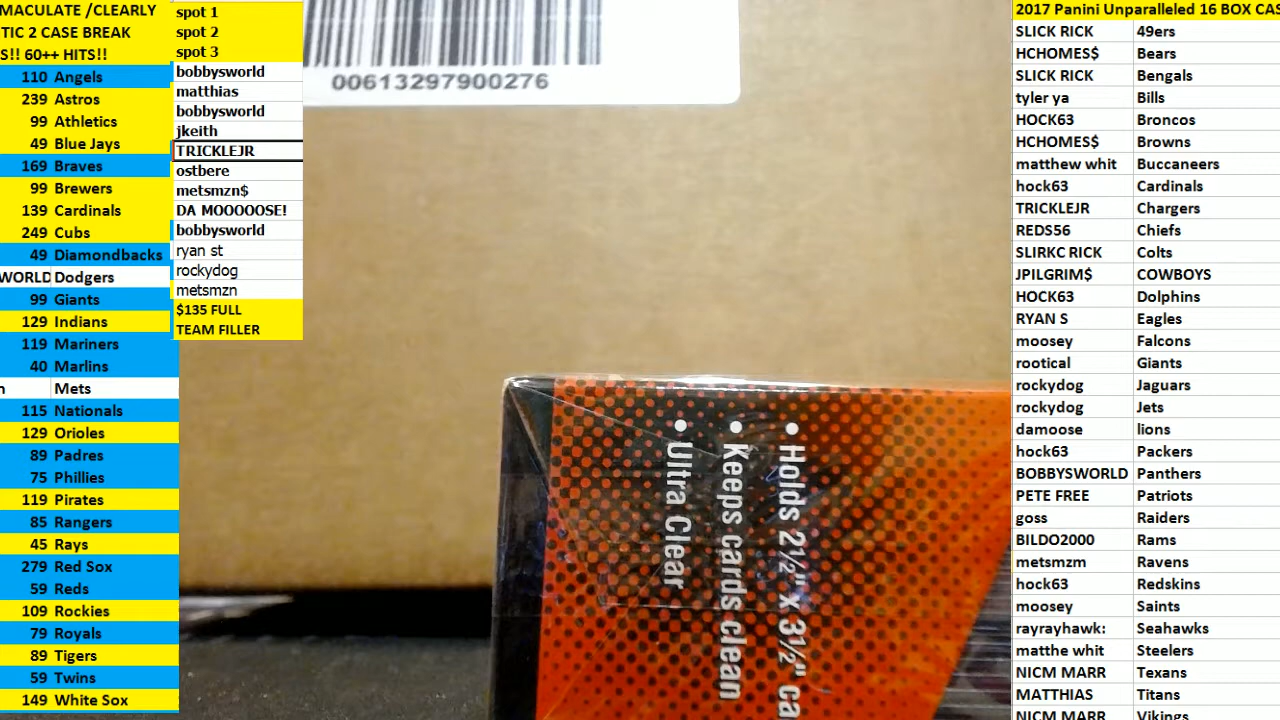 MACULATE /CLEARLY
TIC 2 CASE BREAK
S!! 60++ HITS!!
110 Angels
239 Astros
99 Athletics
49 Blue Jays
169 Braves
99 Brewers
139 Cardinals
249 Cubs
49 Diamondbacks
WORLD Dodgers
99 Giants
129 Indians
119 Mariners
40 Marlins
n Mets
115 Nationals
129 Orioles
89 Padres
75 Phillies
119 Pirates
85 Rangers
45 Rays
279 Red Sox
59 Reds
109 Rockies
79 Royals
89 Tigers
59 Twins
149 White Sox
spot 1
spot 2
spot 3
bobbysworld
matthias
bobbysworld
jkeith
TRICKLEJR
ostbere
metsmzn$
DA MOOOOOSE!
bobbysworld
ryan st
rockydog
metsmzn
$135 FULL
TEAM FILLER
00613297900276
• Holds 2½" x 3½" ca
• Keeps cards clean
• Ultra Clear
2017 Panini Unparalleled 16 BOX CAS
SLICK RICK 49ers
HCHOMES$ Bears
SLICK RICK Bengals
tyler ya Bills
HOCK63 Broncos
HCHOMES$ Browns
matthew whit Buccaneers
hock63 Cardinals
TRICKLEJR Chargers
REDS56 Chiefs
SLIRKC RICK Colts
JPILGRIM$ COWBOYS
HOCK63 Dolphins
RYAN S Eagles
moosey Falcons
rootical Giants
rockydog Jaguars
rockydog Jets
damoose lions
hock63 Packers
BOBBYSWORLD Panthers
PETE FREE Patriots
goss Raiders
BILDO2000 Rams
metsmzm Ravens
hock63 Redskins
moosey Saints
rayrayhawk: Seahawks
matthe whit Steelers
NICM MARR Texans
MATTHIAS Titans
NICM MARR Vikings